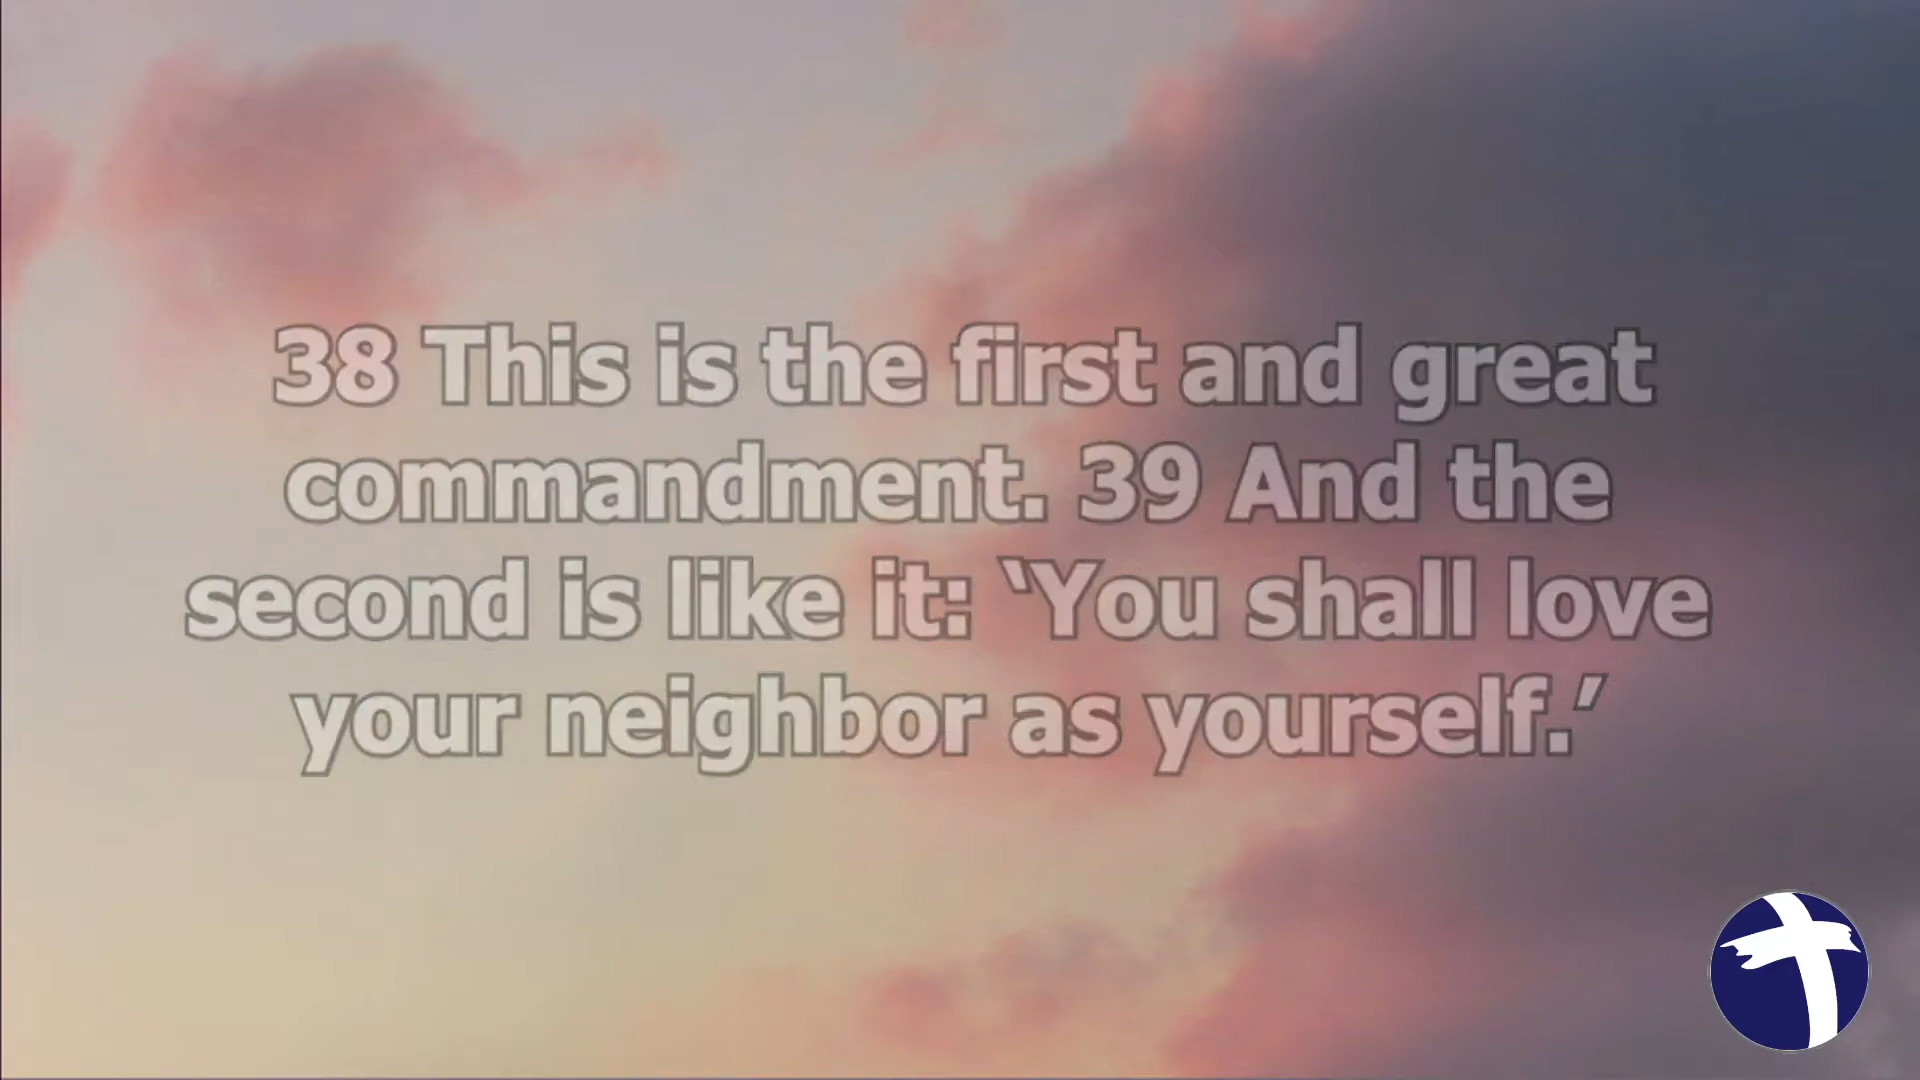 38 This is the first and great
commandment. 39 And the
second is like it: ‘You shall love
your neighbor as yourself.’